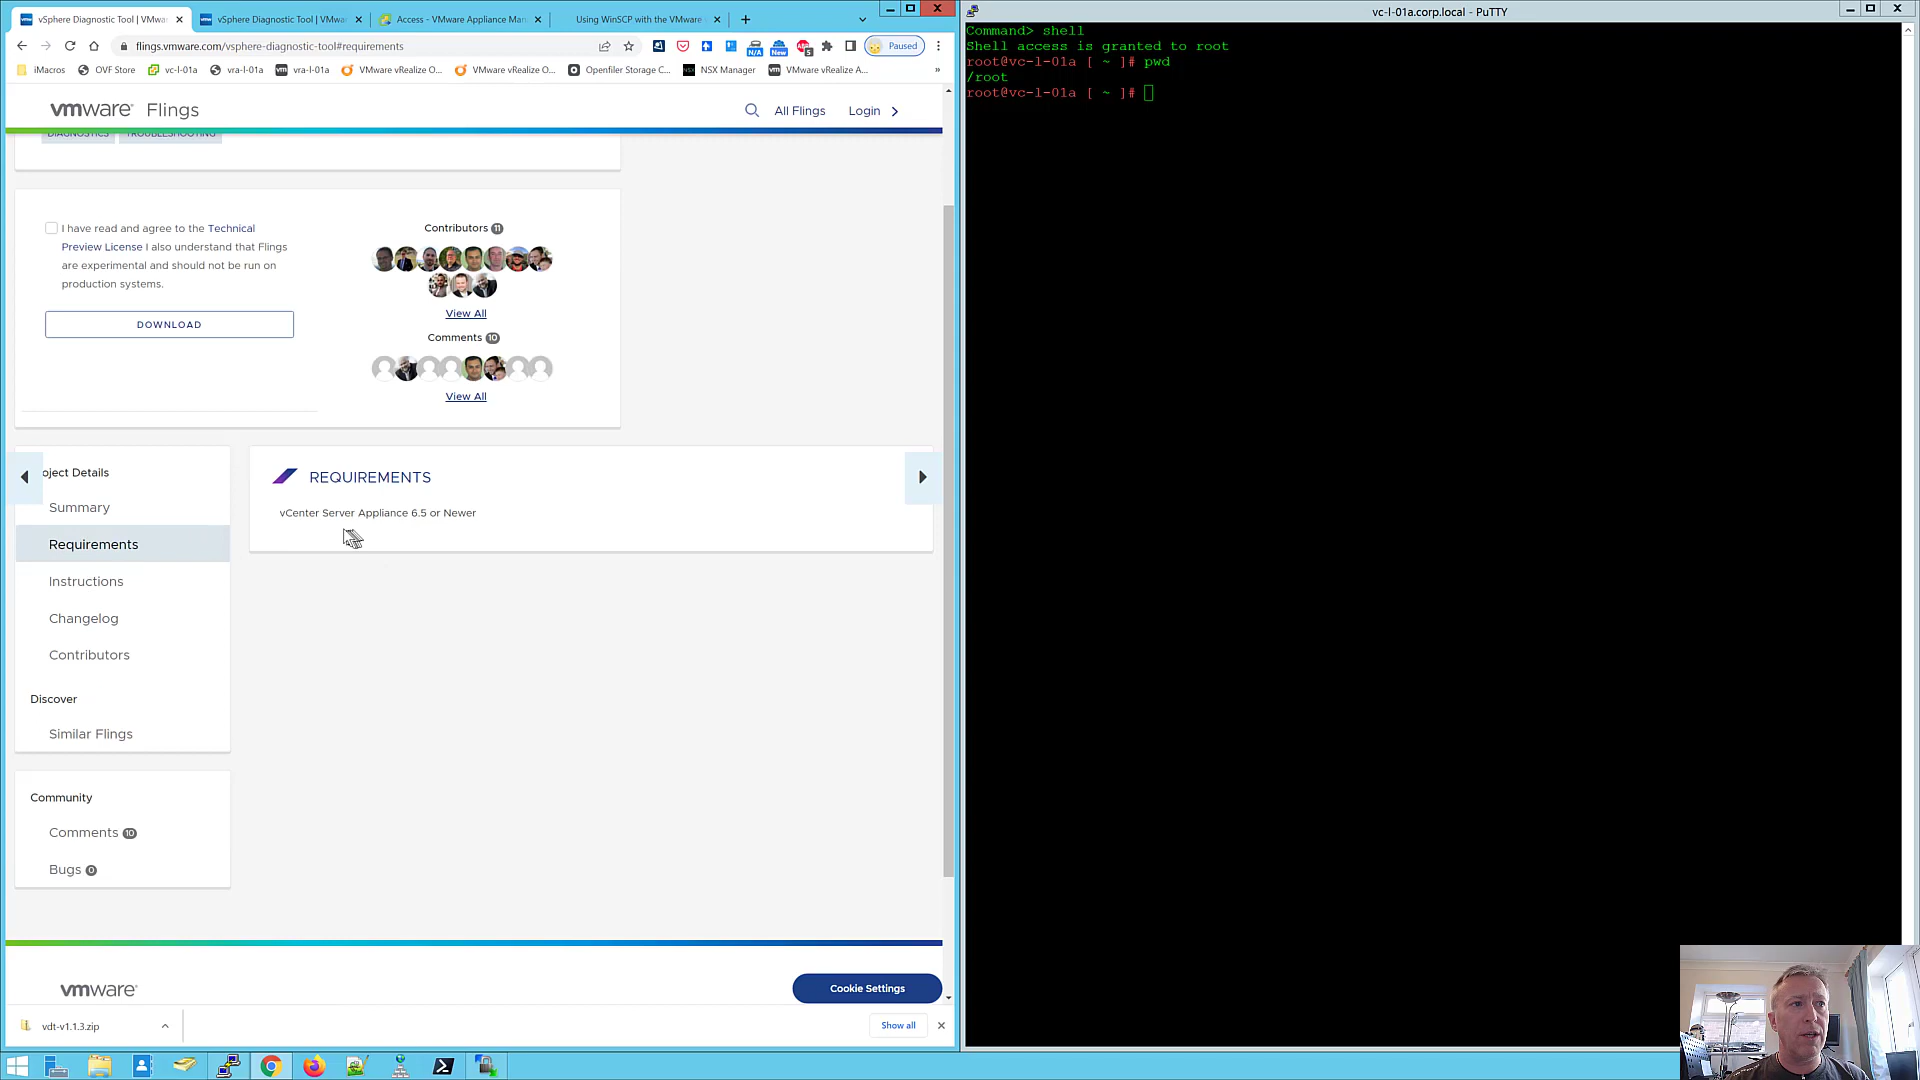 vSphere Diagnostic Tool | VMwa
vSphere Diagnostic Tool | VMwa
Access - VMware Appliance Man
Using WinSCP with the VMware
flings.vmware.com/vsphere-diagnostic-tool#requirements
N/A
New
5
Paused
iMacros
OVF Store
vc-l-01a
vra-l-01a
vra-l-01a
VMware vRealize O...
VMware vRealize O...
Openfiler Storage C...
NSX Manager
VMware vRealize A...
»
vmware® Flings
All Flings
Login
DIAGNOSTICS
TROUBLESHOOTING
I have read and agree to the Technical
Preview License I also understand that Flings
are experimental and should not be run on
production systems.
DOWNLOAD
Contributors 11
View All
Comments 10
View All
oject Details
Summary
Requirements
Instructions
Changelog
Contributors
Discover
Similar Flings
Community
Comments 10
Bugs 0
REQUIREMENTS
vCenter Server Appliance 6.5 or Newer
vmware®
Cookie Settings
vdt-v1.1.3.zip
Show all
vc-l-01a.corp.local - PuTTY
Command> shell
Shell access is granted to root
root@vc-l-01a [ ~ ]# pwd
/root
root@vc-l-01a [ ~ ]#